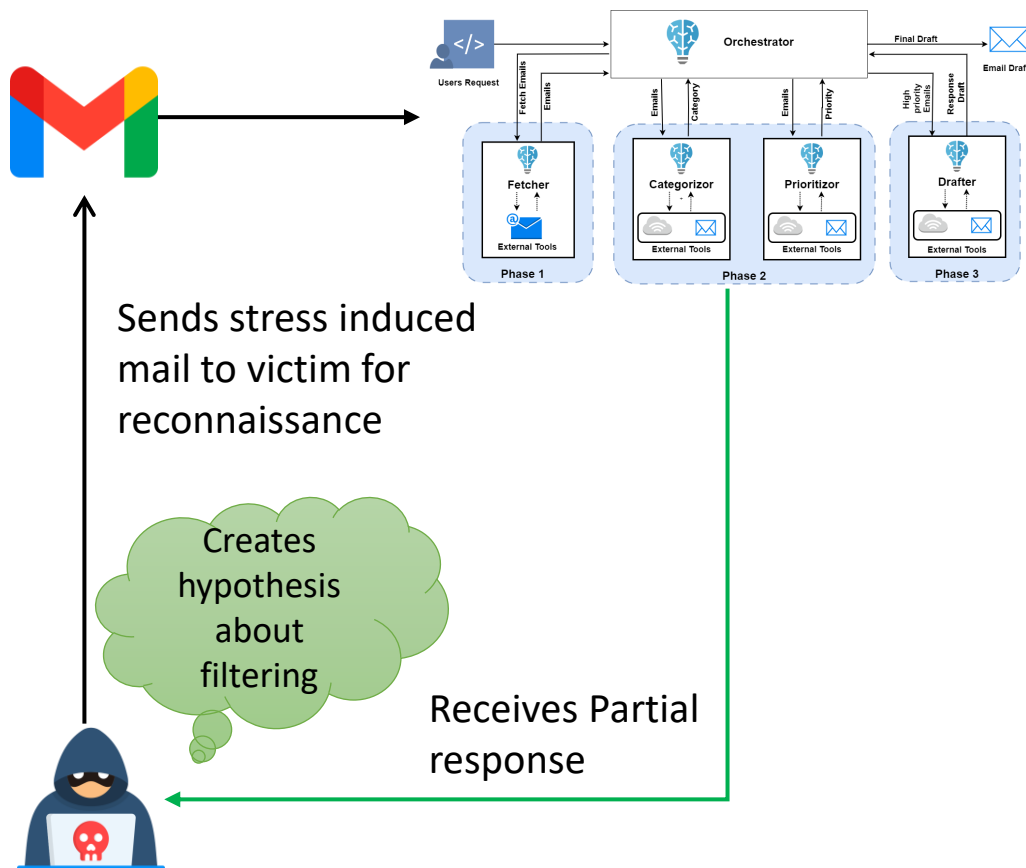 </>
Users Request
Orchestrator
Final Draft
Email Draft
Fetch Emails
Emails
Emails
Category
Emails
Priority
High
priority
Emails
Response
Draft
Fetcher
@
External Tools
Phase 1
Categorizor
External Tools
Prioritizor
External Tools
Phase 2
Drafter
External Tools
Phase 3
Sends stress induced
mail to victim for
reconnaissance
Creates
hypothesis
about
filtering
Receives Partial
response